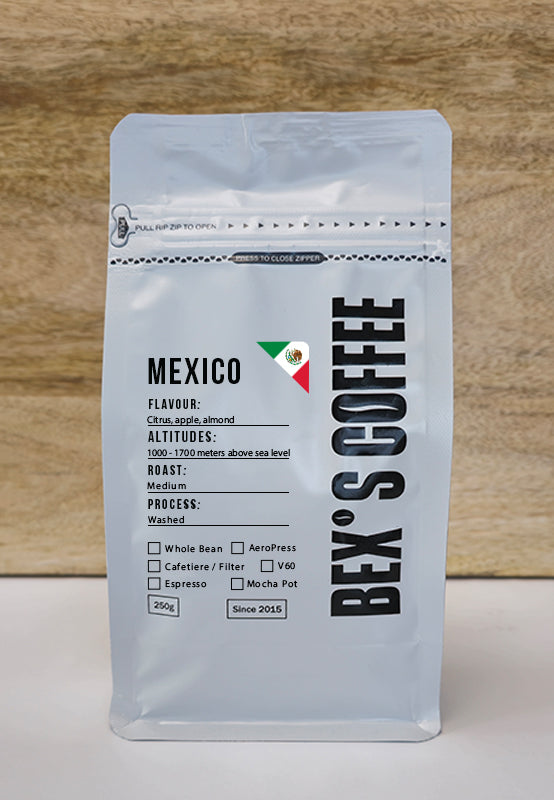 PULL RIP ZIP TO OPEN
PRESS TO CLOSE ZIPPER
MEXICO
FLAVOUR:
Citrus, apple, almond
ALTITUDES:
1000 - 1700 meters above sea level
ROAST:
Medium
PROCESS:
Washed
Whole Bean AeroPress
Cafetiere / Filter V60
Espresso Mocha Pot
250g Since 2015
BEX'S COFFEE